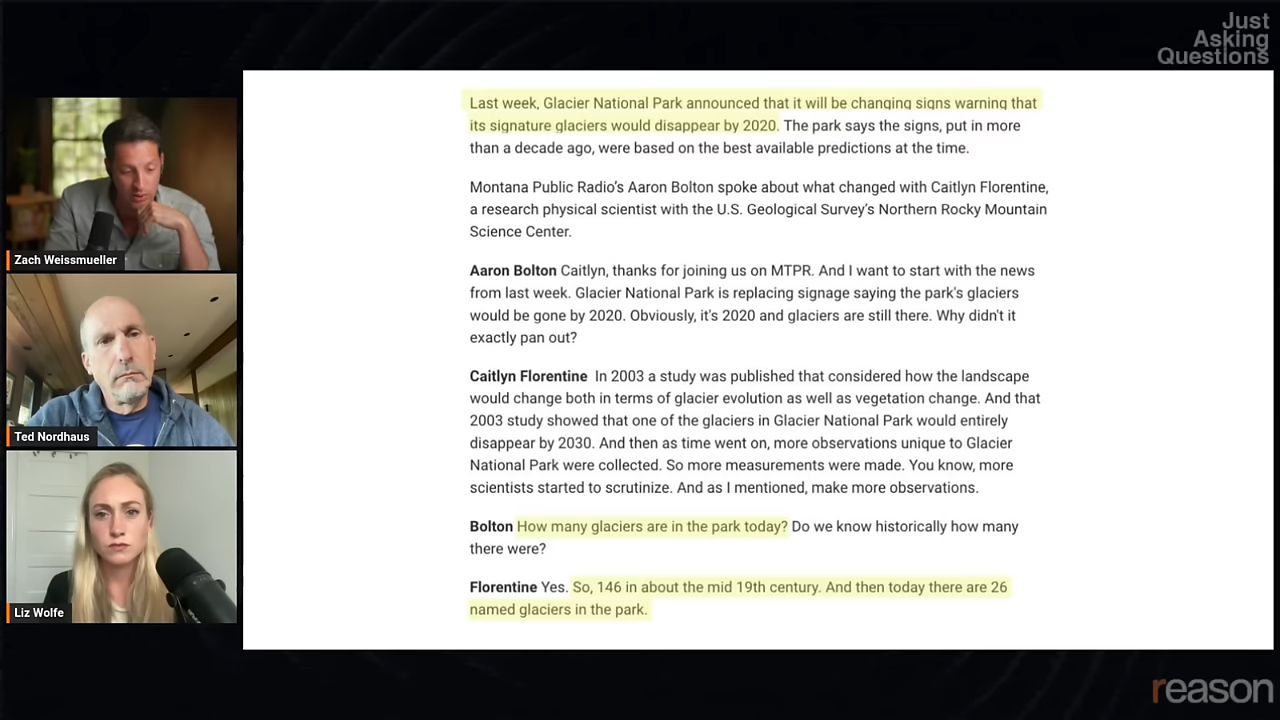 Just
Asking
Questions
Last week, Glacier National Park announced that it will be changing signs warning that
its signature glaciers would disappear by 2020. The park says the signs, put in more
than a decade ago, were based on the best available predictions at the time.
Montana Public Radio’s Aaron Bolton spoke about what changed with Caitlyn Florentine,
a research physical scientist with the U.S. Geological Survey’s Northern Rocky Mountain
Science Center.
Aaron Bolton Caitlyn, thanks for joining us on MTPR. And I want to start with the news
from last week. Glacier National Park is replacing signage saying the park's glaciers
would be gone by 2020. Obviously, it's 2020 and glaciers are still there. Why didn't it
exactly pan out?
Caitlyn Florentine In 2003 a study was published that considered how the landscape
would change both in terms of glacier evolution as well as vegetation change. And that
2003 study showed that one of the glaciers in Glacier National Park would entirely
disappear by 2030. And then as time went on, more observations unique to Glacier
National Park were collected. So more measurements were made. You know, more
scientists started to scrutinize. And as I mentioned, make more observations.
Bolton How many glaciers are in the park today? Do we know historically how many
there were?
Florentine Yes. So, 146 in about the mid 19th century. And then today there are 26
named glaciers in the park.
Zach Weissmueller
Ted Nordhaus
Liz Wolfe
reason